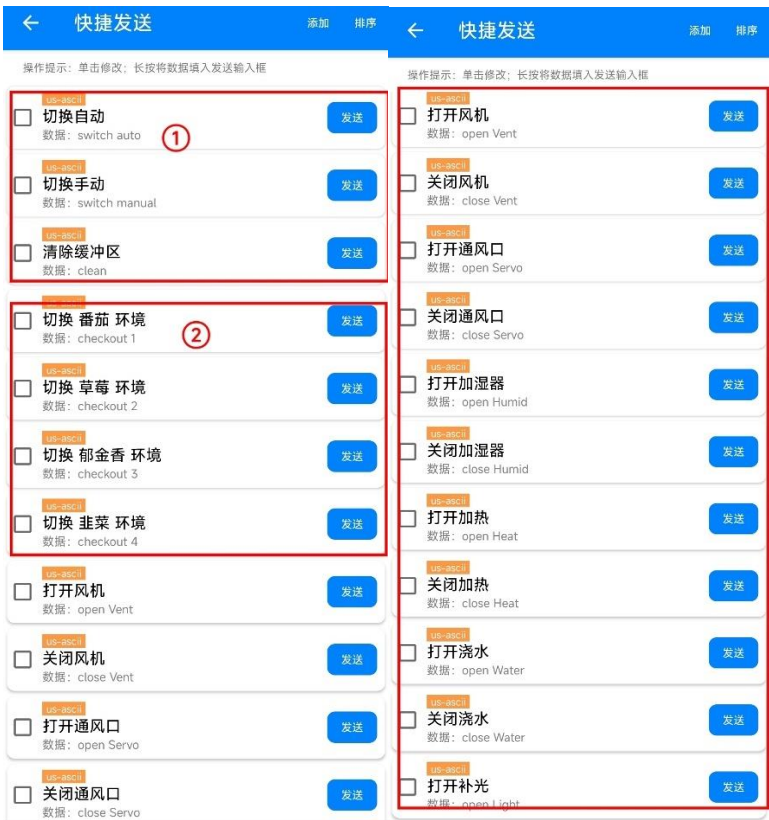 快捷发送
添加
排序
操作提示：单击修改；长按将数据填入发送输入框
us-ascii
切换自动
数据：switch auto
发送
①
us-ascii
切换手动
数据：switch manual
发送
us-ascii
清除缓冲区
数据：clean
发送
切换 番茄 环境
数据：checkout 1
发送
②
us-ascii
切换 草莓 环境
数据：checkout 2
发送
us-ascii
切换 郁金香 环境
数据：checkout 3
发送
us-ascii
切换 韭菜 环境
数据：checkout 4
发送
us-ascii
打开风机
数据：open Vent
发送
us-ascii
关闭风机
数据：close Vent
发送
us-ascii
打开通风口
数据：open Servo
发送
us-ascii
关闭通风口
数据：close Servo
发送
快捷发送
添加
排序
操作提示：单击修改；长按将数据填入发送输入框
us-ascii
打开风机
数据：open Vent
发送
us-ascii
关闭风机
数据：close Vent
发送
us-ascii
打开通风口
数据：open Servo
发送
us-ascii
关闭通风口
数据：close Servo
发送
us-ascii
打开加湿器
数据：open Humid
发送
us-ascii
关闭加湿器
数据：close Humid
发送
us-ascii
打开加热
数据：open Heat
发送
us-ascii
关闭加热
数据：close Heat
发送
us-ascii
打开浇水
数据：open Water
发送
us-ascii
关闭浇水
数据：close Water
发送
us-ascii
打开补光
数据：open Light
发送